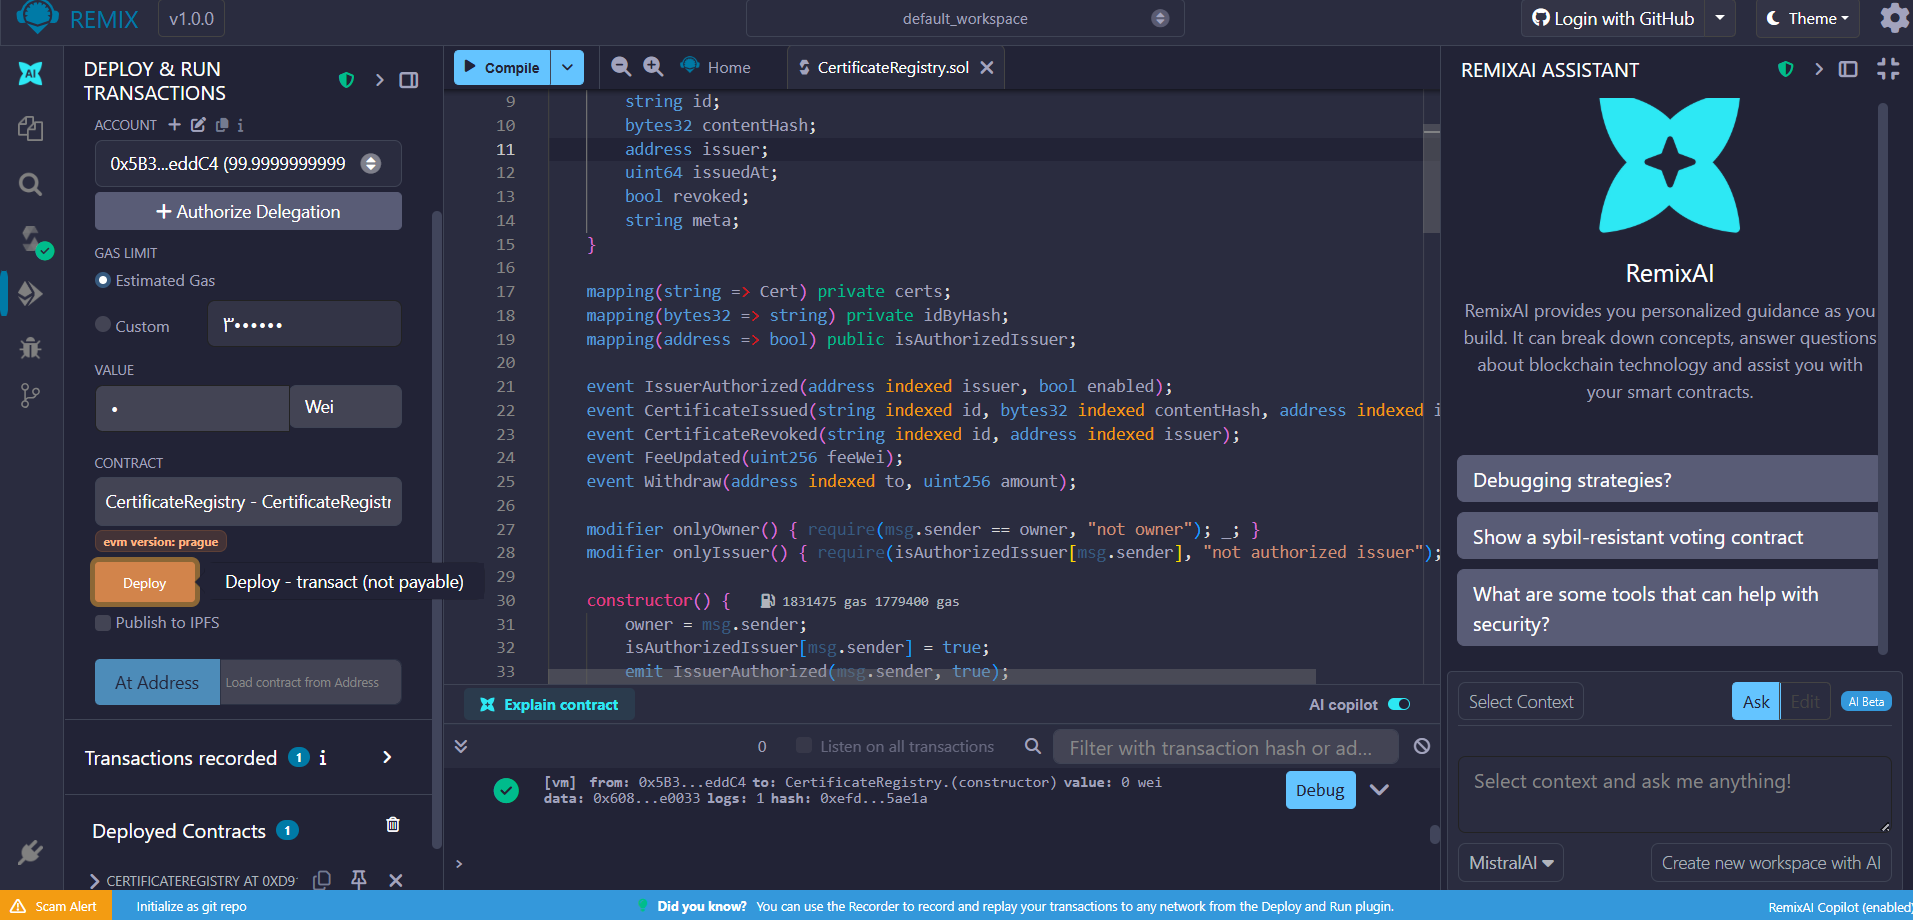 REMIX
v1.0.0
default_workspace
Login with GitHub
Theme
DEPLOY & RUN
TRANSACTIONS
ACCOUNT
0x5B3...eddC4 (99.9999999999
Authorize Delegation
GAS LIMIT
Estimated Gas
Custom
٣٠٠٠٠٠٠
VALUE
٠
Wei
CONTRACT
CertificateRegistry - CertificateRegistr
evm version: prague
Deploy
Deploy - transact (not payable)
Publish to IPFS
At Address
Load contract from Address
Transactions recorded 1 i
Deployed Contracts 1
CERTIFICATEREGISTRY AT 0XD9
Compile
Home
CertificateRegistry.sol
9 string id;
10 bytes32 contentHash;
11 address issuer;
12 uint64 issuedAt;
13 bool revoked;
14 string meta;
15 }
16
17 mapping(string => Cert) private certs;
18 mapping(bytes32 => string) private idByHash;
19 mapping(address => bool) public isAuthorizedIssuer;
20
21 event IssuerAuthorized(address indexed issuer, bool enabled);
22 event CertificateIssued(string indexed id, bytes32 indexed contentHash, address indexed i
23 event CertificateRevoked(string indexed id, address indexed issuer);
24 event FeeUpdated(uint256 feeWei);
25 event Withdraw(address indexed to, uint256 amount);
26
27 modifier onlyOwner() { require(msg.sender == owner, "not owner"); _; }
28 modifier onlyIssuer() { require(isAuthorizedIssuer[msg.sender], "not authorized issuer");
29
30 constructor() { 1831475 gas 1779400 gas
31 owner = msg.sender;
32 isAuthorizedIssuer[msg.sender] = true;
33 emit IssuerAuthorized(msg.sender, true);
Explain contract
AI copilot
0
Listen on all transactions
Filter with transaction hash or ad...
[vm] from: 0x5B3...eddC4 to: CertificateRegistry.(constructor) value: 0 wei
data: 0x608...e0033 logs: 1 hash: 0xefd...5ae1a
Debug
>
REMIXAI ASSISTANT
RemixAI
RemixAI provides you personalized guidance as you
build. It can break down concepts, answer questions
about blockchain technology and assist you with
your smart contracts.
Debugging strategies?
Show a sybil-resistant voting contract
What are some tools that can help with
security?
Select Context
Ask
Edit
AI Beta
Select context and ask me anything!
MistralAI
Create new workspace with AI
Scam Alert
Initialize as git repo
Did you know? You can use the Recorder to record and replay your transactions to any network from the Deploy and Run plugin.
RemixAI Copilot (enabled)